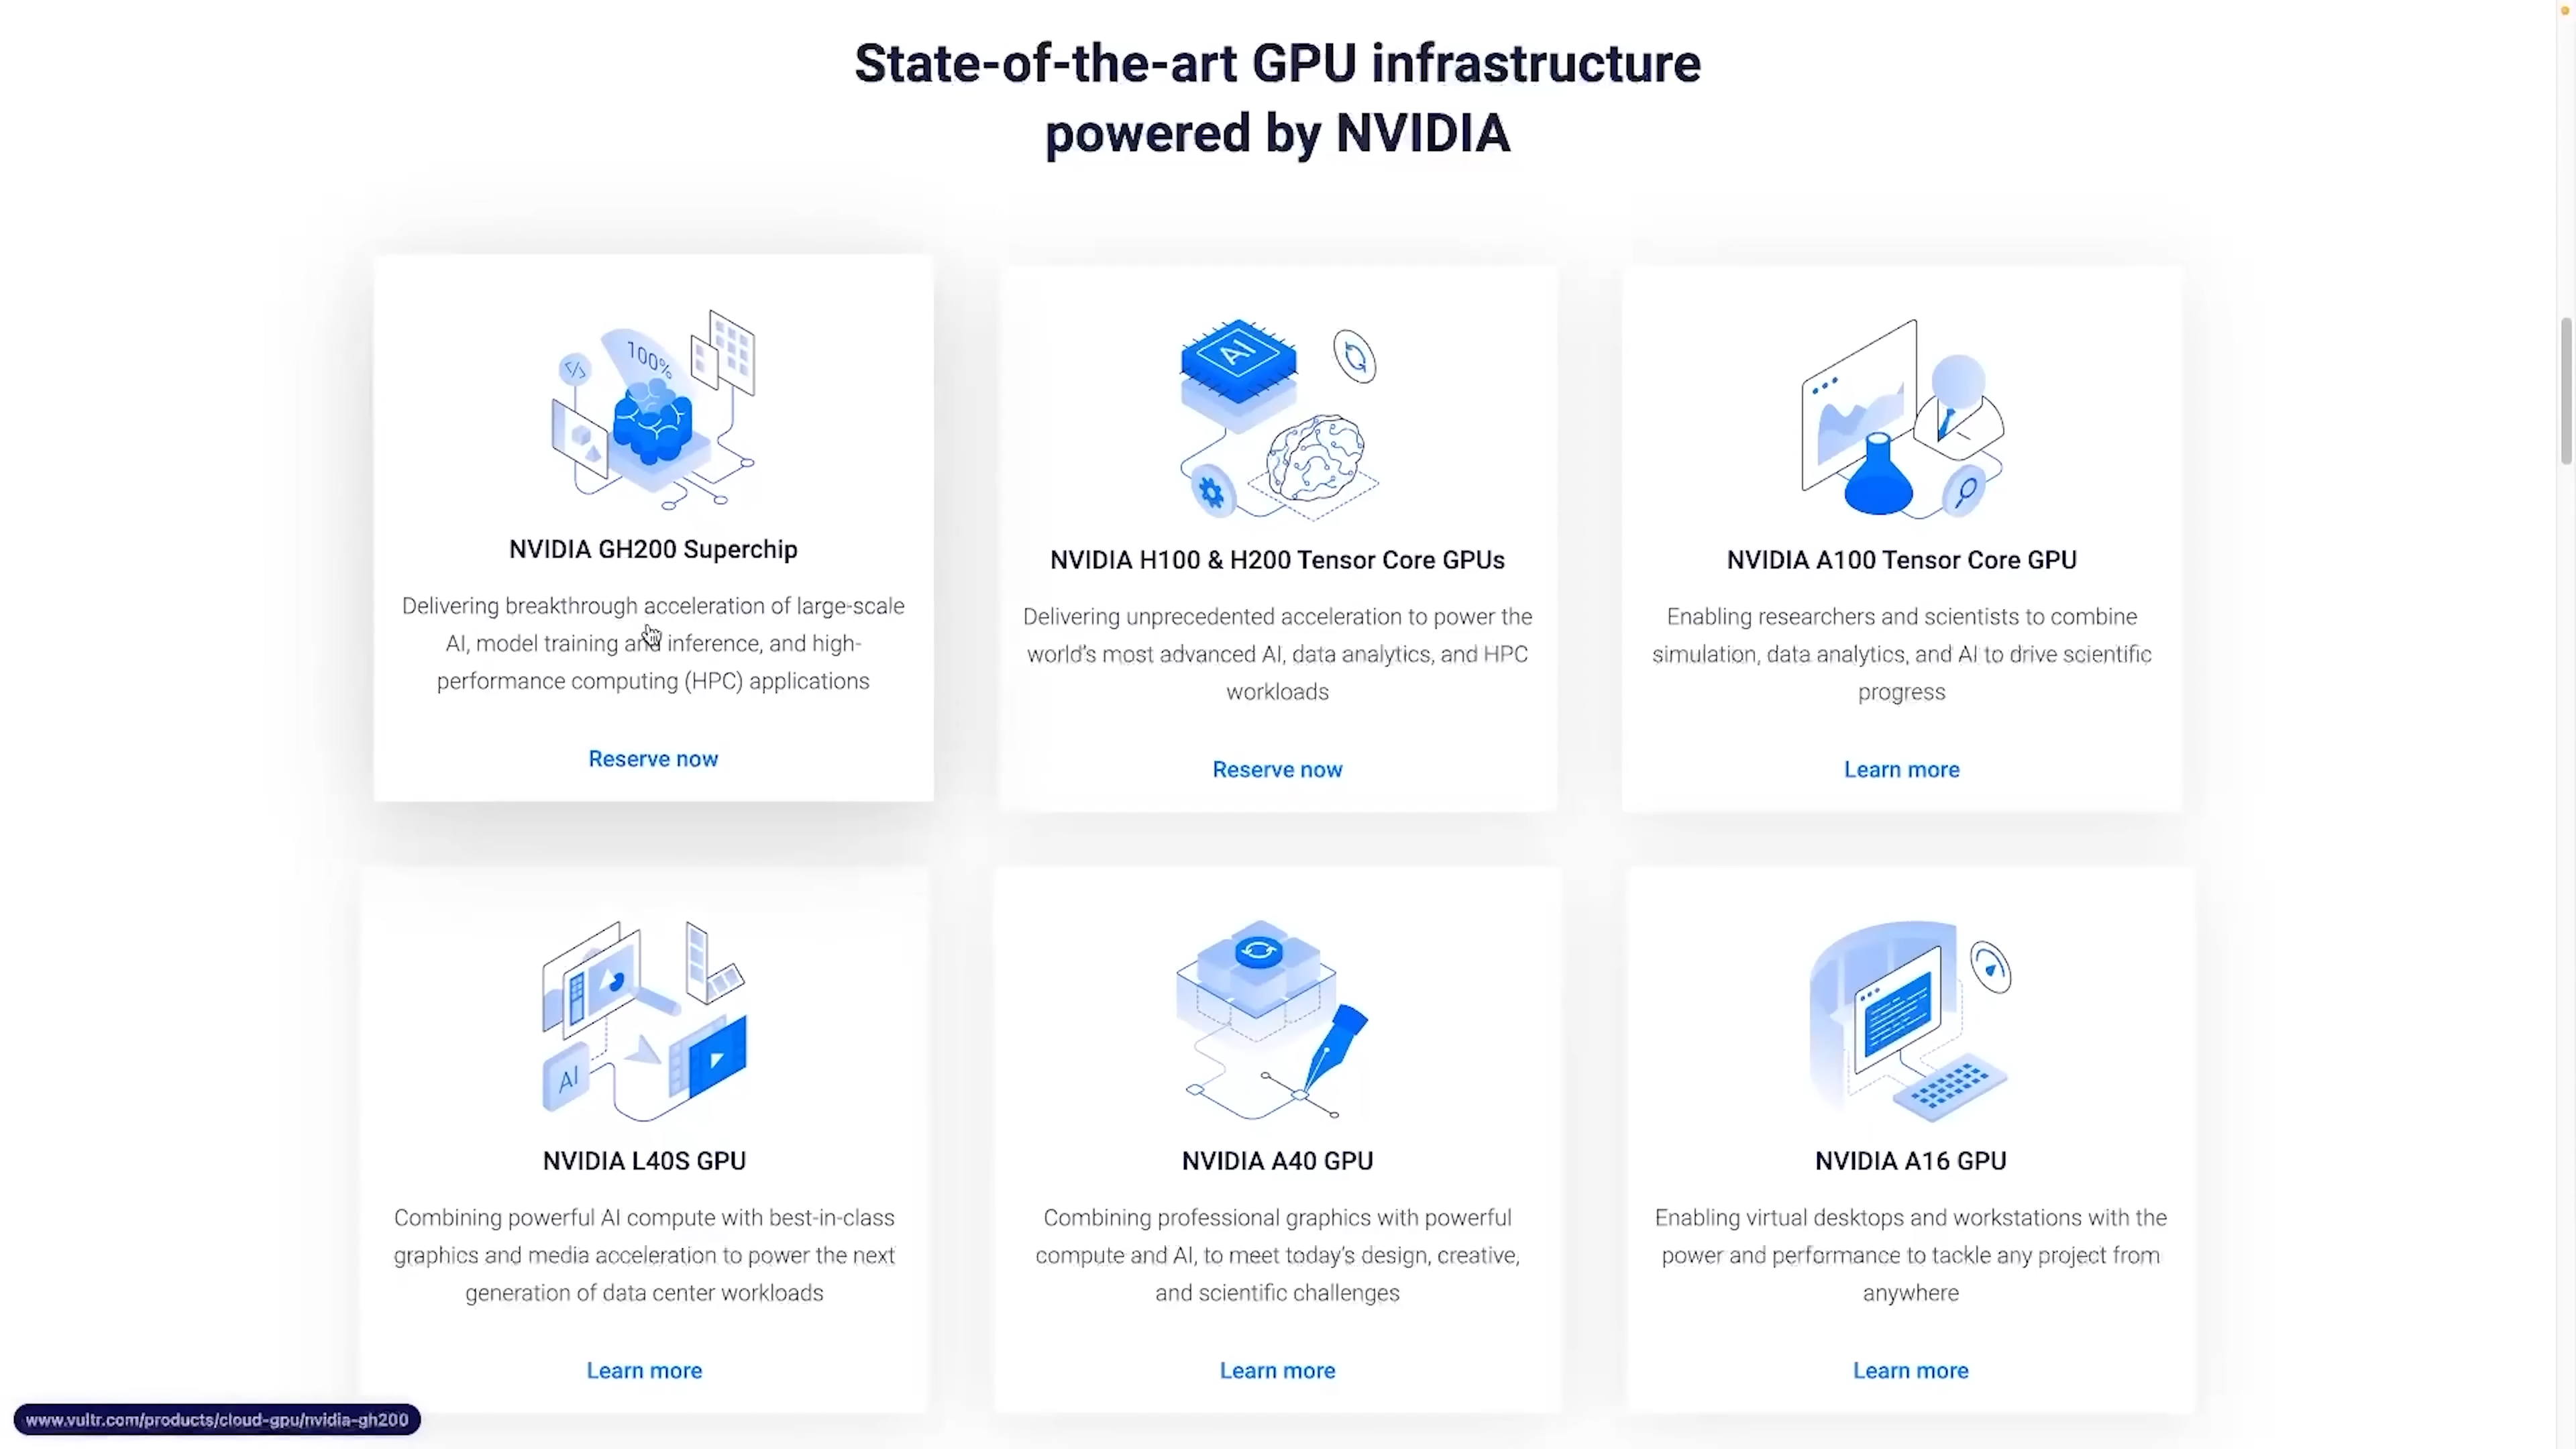 State-of-the-art GPU infrastructure
powered by NVIDIA
</>
100%
NVIDIA GH200 Superchip
Delivering breakthrough acceleration of large-scale
AI, model training and inference, and high-
performance computing (HPC) applications
Reserve now
AI
NVIDIA H100 & H200 Tensor Core GPUs
Delivering unprecedented acceleration to power the
world's most advanced AI, data analytics, and HPC
workloads
Reserve now
NVIDIA A100 Tensor Core GPU
Enabling researchers and scientists to combine
simulation, data analytics, and AI to drive scientific
progress
Learn more
AI
NVIDIA L40S GPU
Combining powerful AI compute with best-in-class
graphics and media acceleration to power the next
generation of data center workloads
Learn more
NVIDIA A40 GPU
Combining professional graphics with powerful
compute and AI, to meet today's design, creative,
and scientific challenges
Learn more
NVIDIA A16 GPU
Enabling virtual desktops and workstations with the
power and performance to tackle any project from
anywhere
Learn more
www.vultr.com/products/cloud-gpu/nvidia-gh200